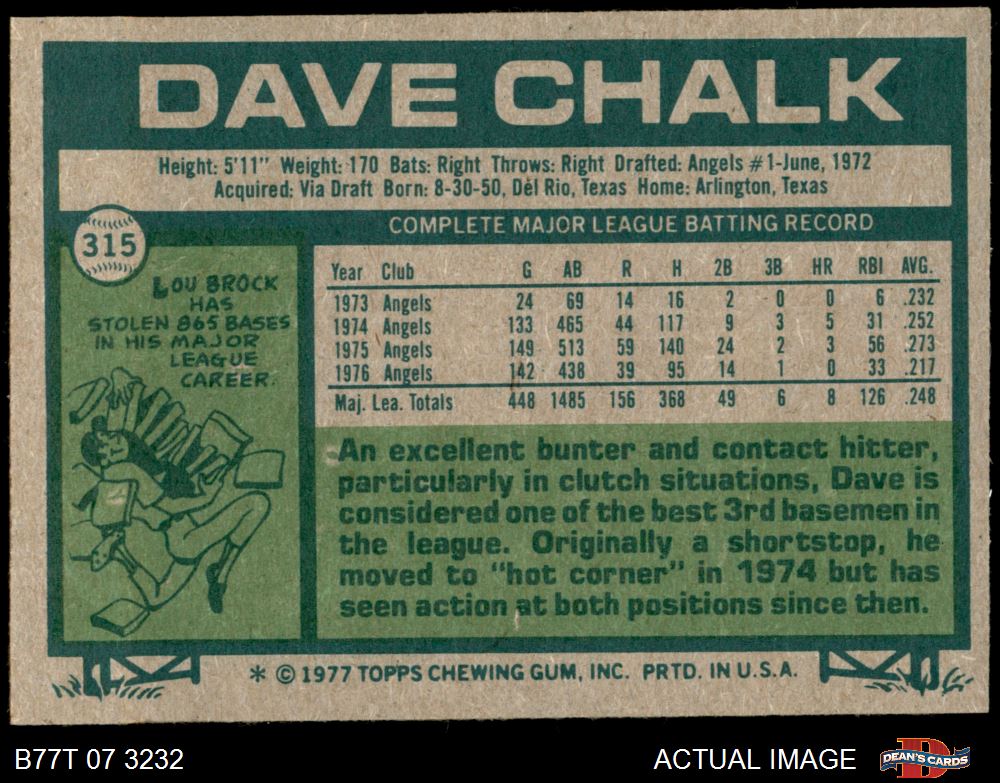 DAVE CHALK
Height: 5'11" Weight: 170 Bats: Right Throws: Right Drafted: Angels #1-June, 1972
Acquired: Via Draft Born: 8-30-50, Del Rio, Texas Home: Arlington, Texas
315
LOU BROCK
HAS
STOLEN 865 BASES
IN HIS MAJOR
LEAGUE
CAREER.
COMPLETE MAJOR LEAGUE BATTING RECORD
Year Club G AB R H 2B 3B HR RBI AVG.
1973 Angels 24 69 14 16 2 0 0 6 .232
1974 Angels 133 465 44 117 9 3 5 31 .252
1975 Angels 149 513 59 140 24 2 3 56 .273
1976 Angels 142 438 39 95 14 1 0 33 .217
Maj. Lea. Totals 448 1485 156 368 49 6 8 126 .248
An excellent bunter and contact hitter,
particularly in clutch situations, Dave is
considered one of the best 3rd basemen in
the league. Originally a shortstop, he
moved to "hot corner" in 1974 but has
seen action at both positions since then.
* © 1977 TOPPS CHEWING GUM, INC. PRTD. IN U.S.A.
B77T 07 3232
ACTUAL IMAGE
D
DEAN'S CARDS